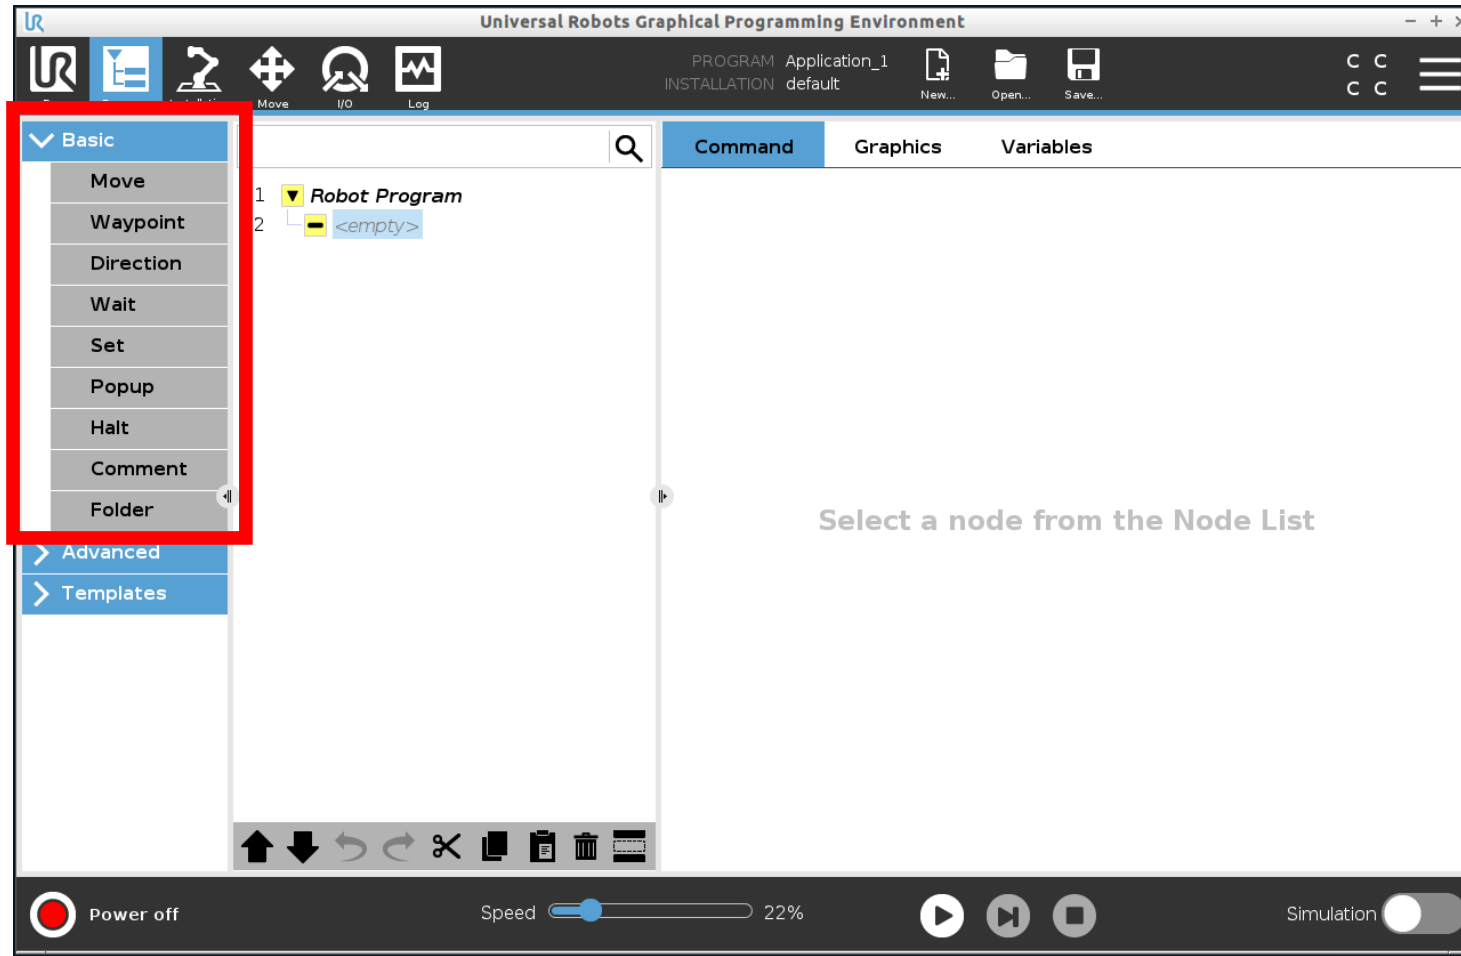 Universal Robots Graphical Programming Environment
PROGRAM Application_1
INSTALLATION default
Move
I/O
Log
New...
Open...
Save...
C C
C C
Basic
Move
Waypoint
Direction
Wait
Set
Popup
Halt
Comment
Folder
Advanced
Templates
1 Robot Program
2 <empty>
Command Graphics Variables
Select a node from the Node List
Power off
Speed 22%
Simulation